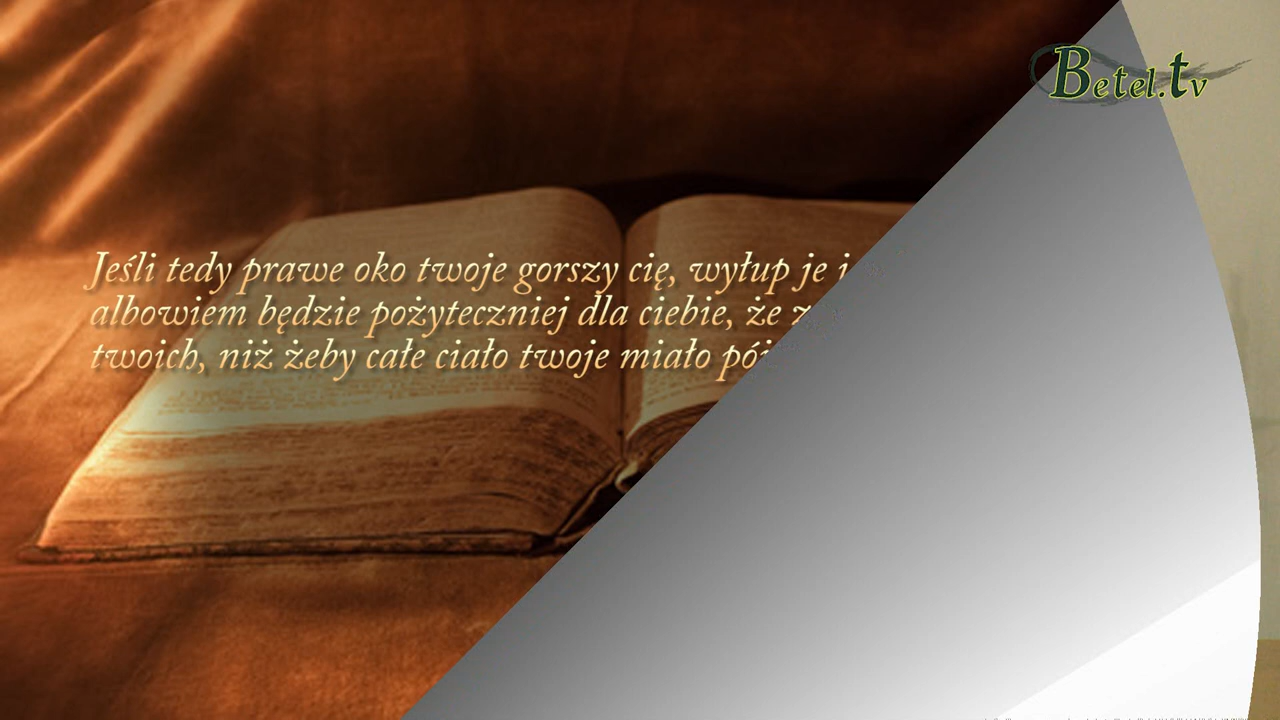 Betel.tv
Jeśli tedy prawe oko twoje gorszy cię, wyłup je i
albowiem będzie pożyteczniej dla ciebie, że
twoich, niż żeby całe ciało twoje miało